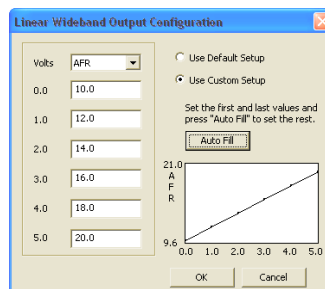 Linear Wideband Output Configuration
Volts AFR
0.0 10.0
1.0 12.0
2.0 14.0
3.0 16.0
4.0 18.0
5.0 20.0
Use Default Setup
Use Custom Setup
Set the first and last values and
press "Auto Fill" to set the rest.
Auto Fill
21.0
A
F
R
9.6
0.0 1.0 2.0 3.0 4.0 5.0
OK Cancel